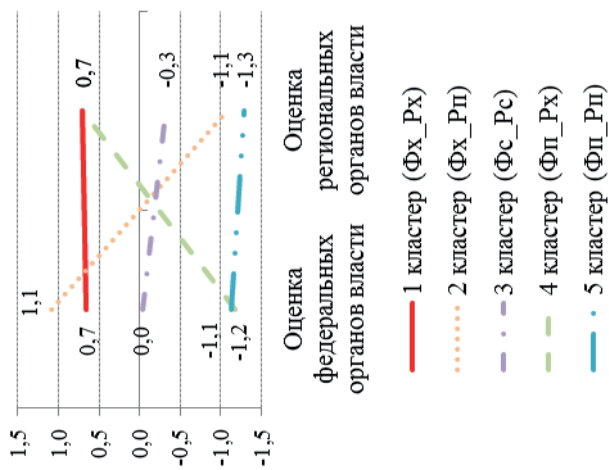 1,5
1,0
0,5
0,0
-0,5
-1,0
-1,5
1,1
0,7
0,0
-1,1
-1,2
0,7
-0,3
-1,1
-1,3
Оценка
федеральных
органов власти
Оценка
региональных
органов власти
1 кластер (Фх_Рх)
2 кластер (Фх_Рп)
3 кластер (Фс_Рс)
4 кластер (Фп_Рх)
5 кластер (Фп_Рп)